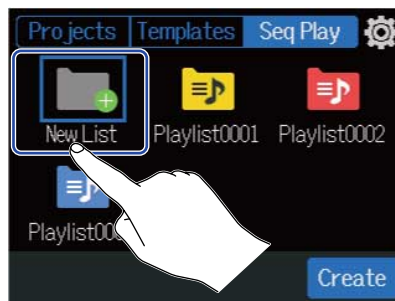 Projects Templates Seq Play
New List Playlist0001 Playlist0002
Create